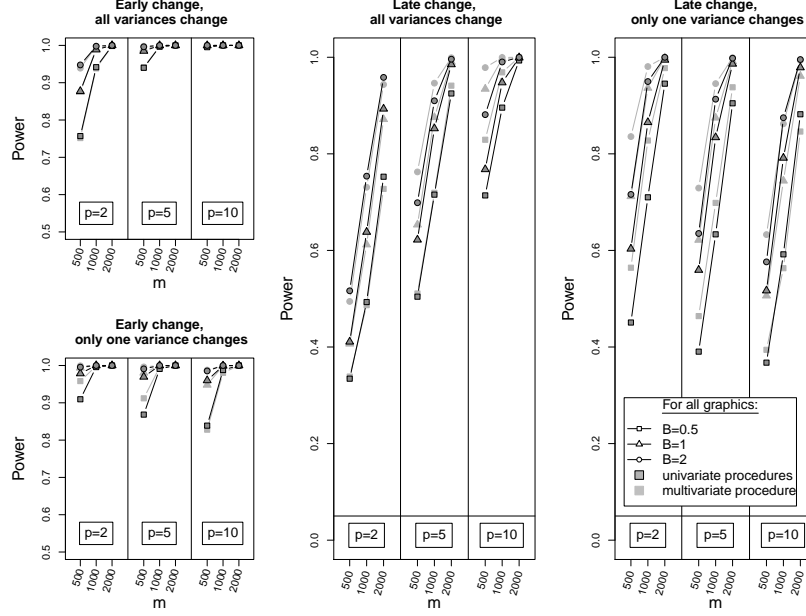 Early change,
all variances change
Power
1.0
0.9
0.8
0.7
0.6
0.5
p=2
p=5
p=10
500
1000
2000
500
1000
2000
500
1000
2000
m
Early change,
only one variance changes
Power
1.0
0.9
0.8
0.7
0.6
0.5
p=2
p=5
p=10
500
1000
2000
500
1000
2000
500
1000
2000
m
Late change,
all variances change
Power
1.0
0.8
0.6
0.4
0.2
0.0
p=2
p=5
p=10
500
1000
2000
500
1000
2000
500
1000
2000
m
Late change,
only one variance changes
Power
1.0
0.8
0.6
0.4
0.2
0.0
For all graphics:
B=0.5
B=1
B=2
univariate procedures
multivariate procedure
p=2
p=5
p=10
500
1000
2000
500
1000
2000
500
1000
2000
m